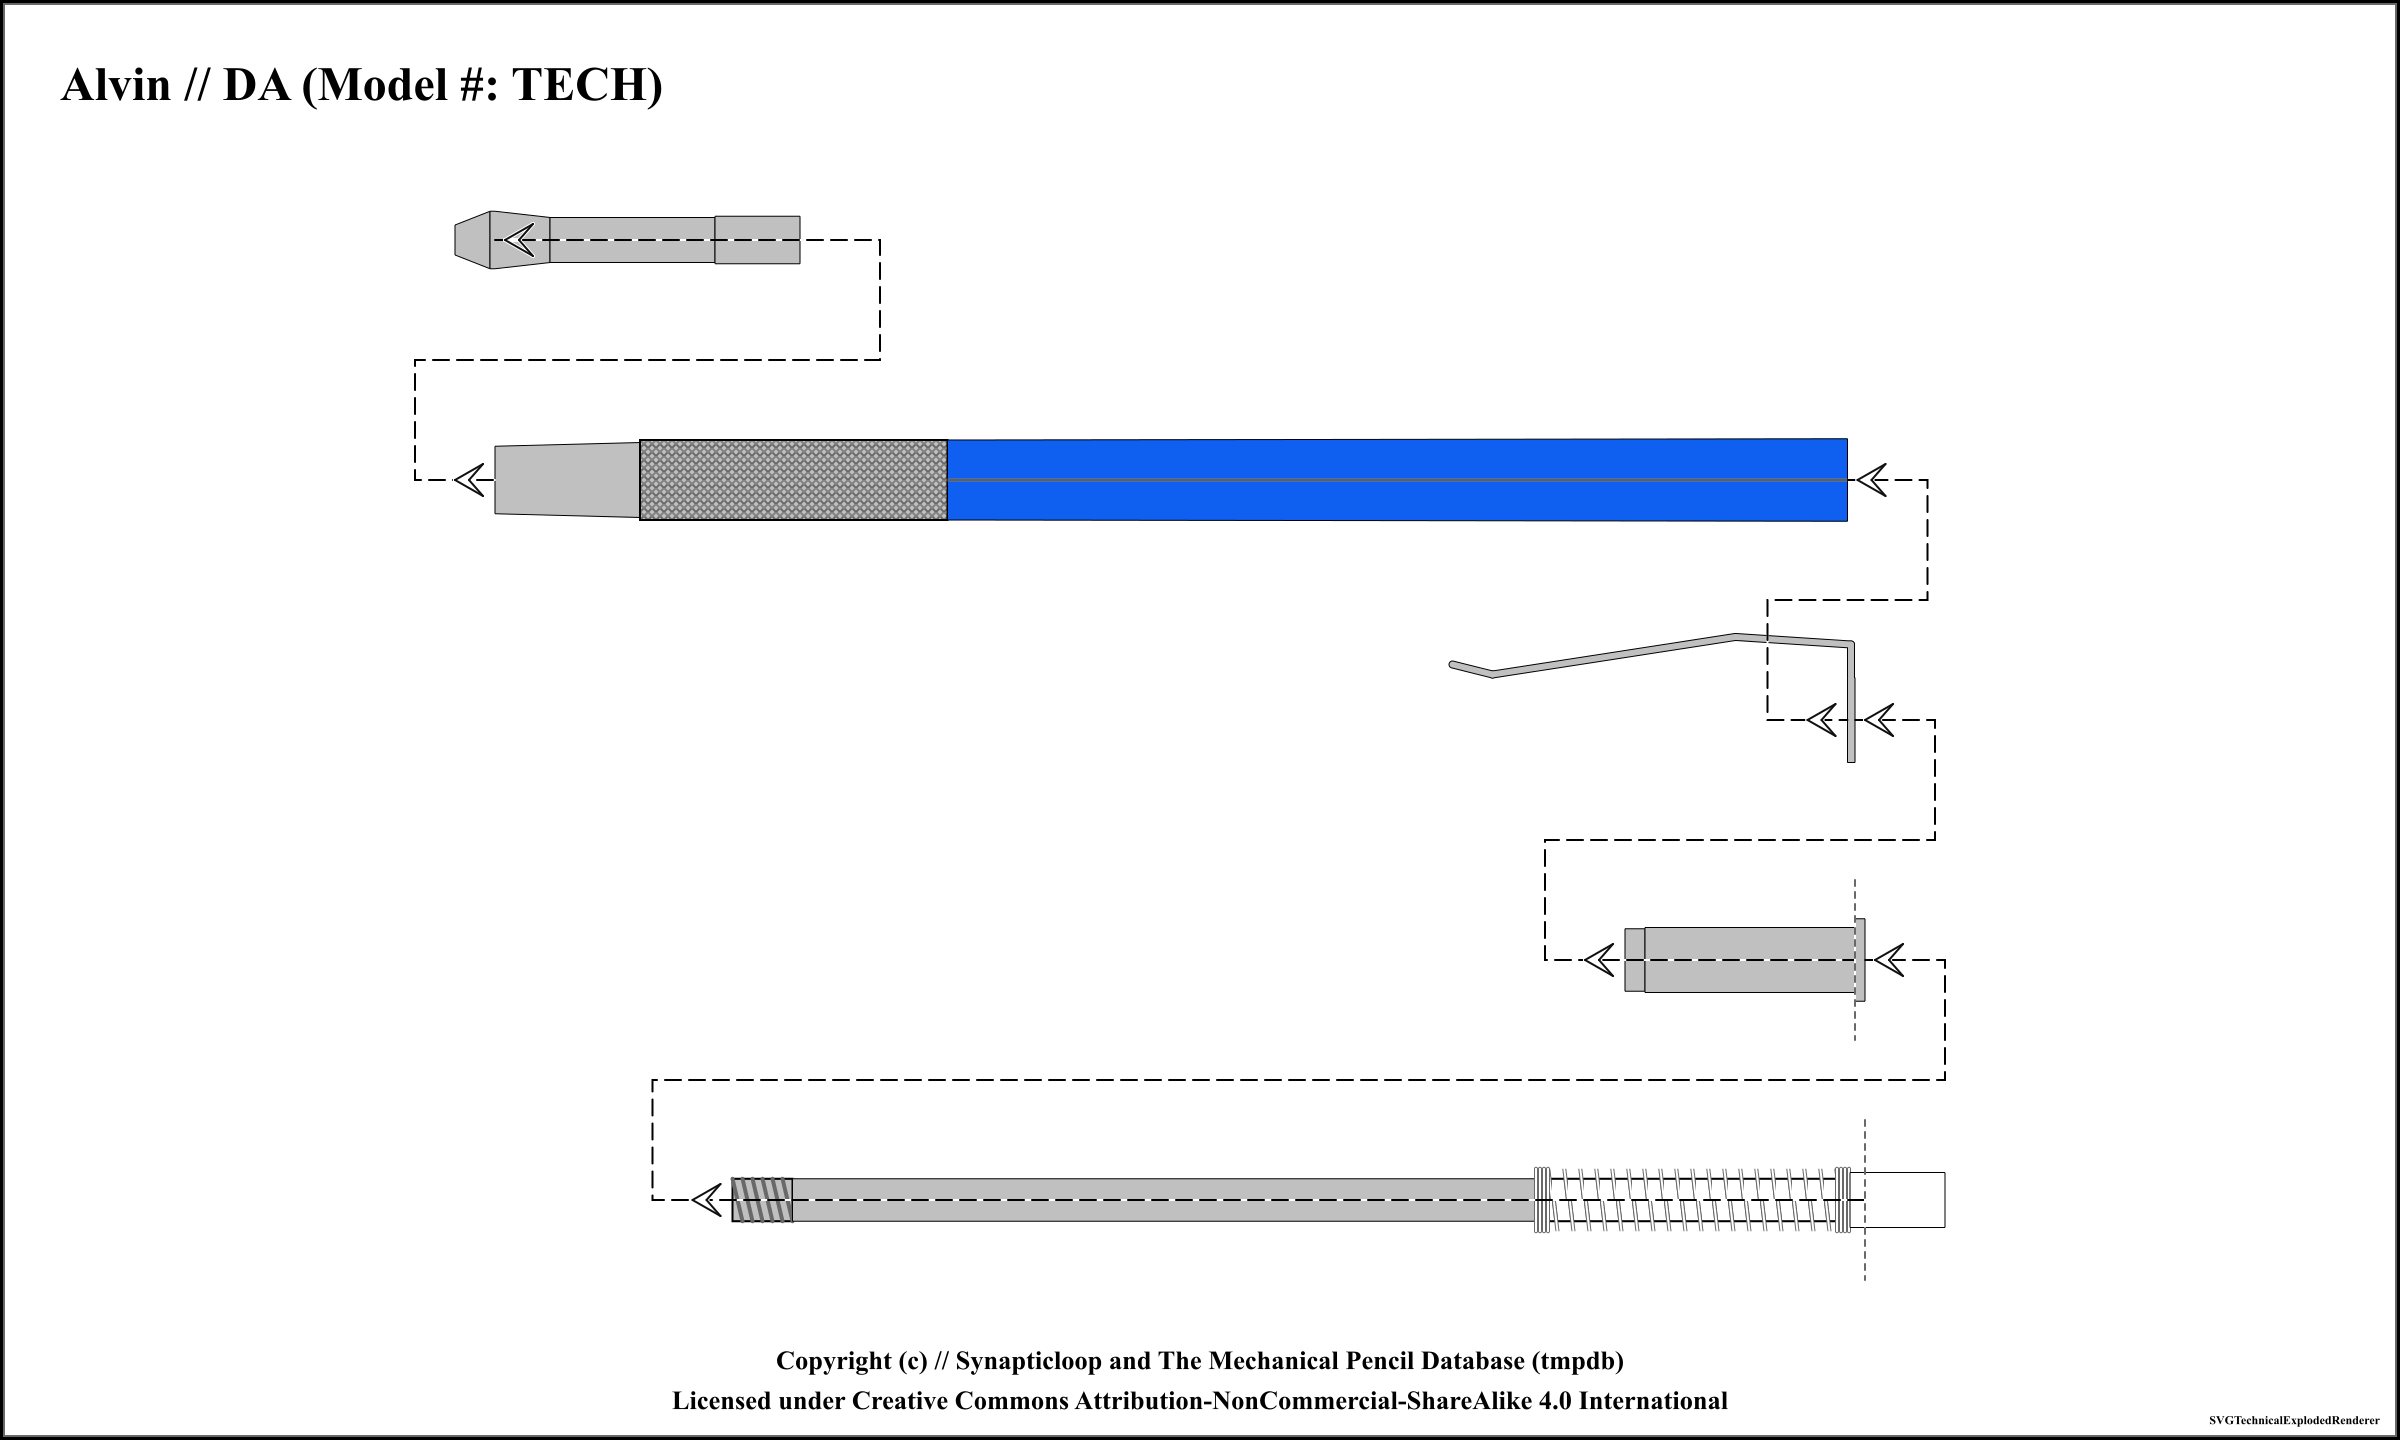 Alvin // DA (Model #: TECH)
Copyright (c) // Synapticloop and The Mechanical Pencil Database (tmpdb)
Licensed under Creative Commons Attribution-NonCommercial-ShareAlike 4.0 International
SVGTechnicalExplodedRenderer